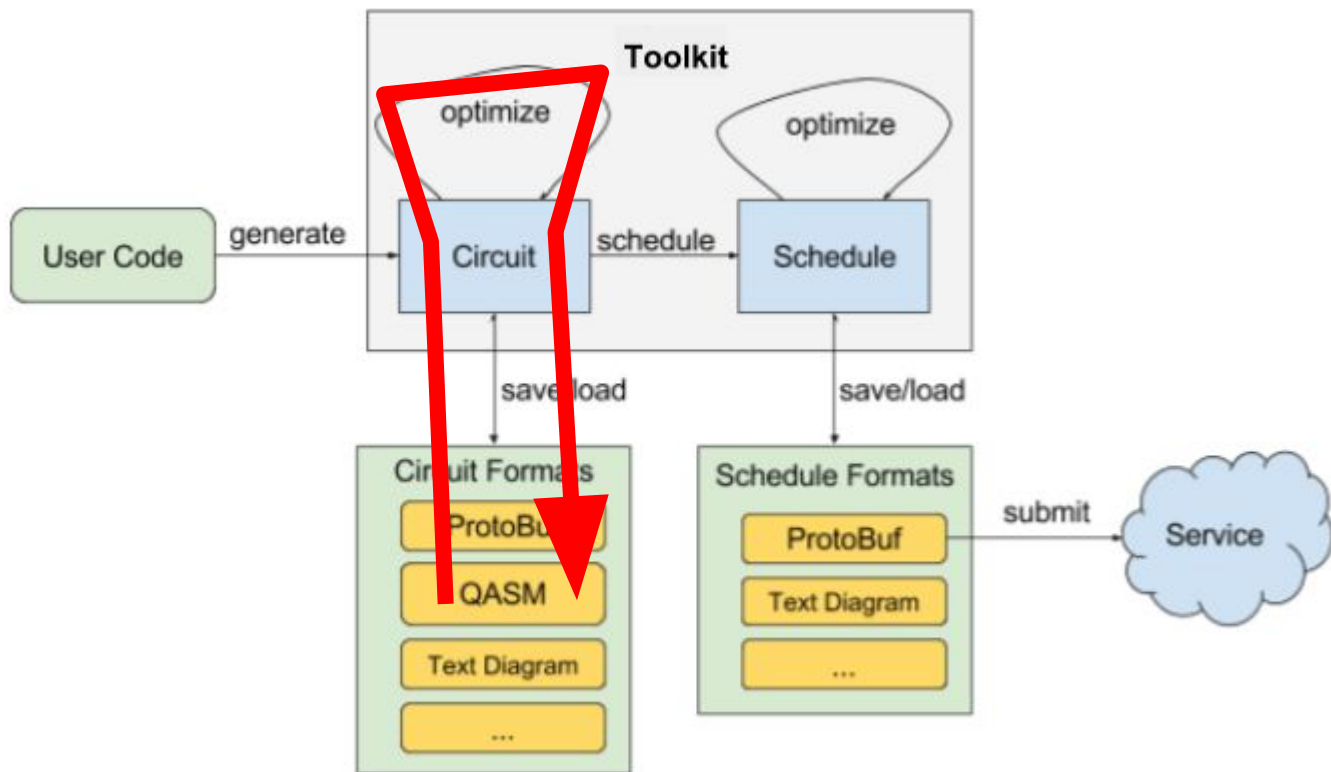 Toolkit
optimize
optimize
User Code
generate
Circuit
schedule
Schedule
save/load
save/load
Circuit Formats
ProtoBuf
QASM
Text Diagram
...
Schedule Formats
ProtoBuf
Text Diagram
...
submit
Service